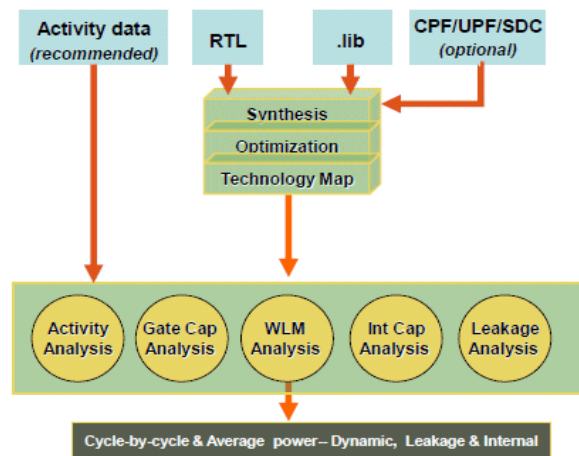 Activity data
(recommended)
RTL
.lib
CPF/UPF/SDC
(optional)
Synthesis
Optimization
Technology Map
Activity
Analysis
Gate Cap
Analysis
WLM
Analysis
Int Cap
Analysis
Leakage
Analysis
Cycle-by-cycle & Average power-- Dynamic, Leakage & Internal